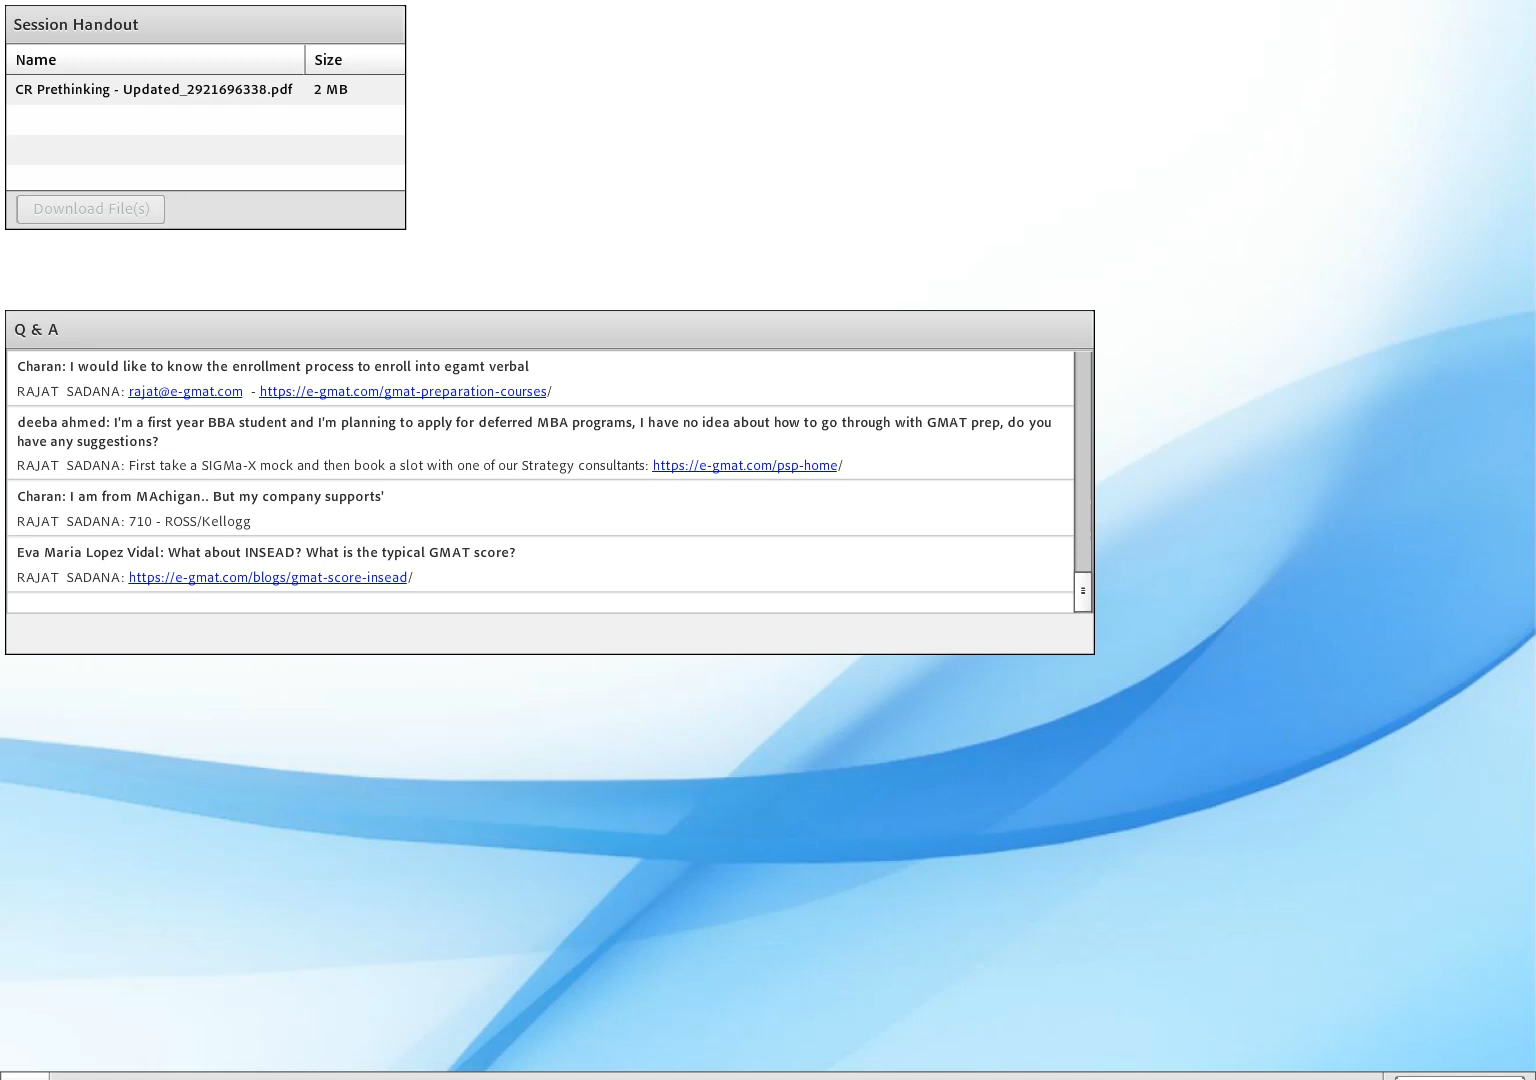 Session Handout
Name Size
CR Prethinking - Updated_2921696338.pdf 2 MB
Download File(s)
Q & A
Charan: I would like to know the enrollment process to enroll into egamt verbal
RAJAT SADANA: rajat@e-gmat.com - https://e-gmat.com/gmat-preparation-courses/
deeba ahmed: I'm a first year BBA student and I'm planning to apply for deferred MBA programs, I have no idea about how to go through with GMAT prep, do you
have any suggestions?
RAJAT SADANA: First take a SIGMa-X mock and then book a slot with one of our Strategy consultants: https://e-gmat.com/psp-home/
Charan: I am from MAchigan.. But my company supports'
RAJAT SADANA: 710 - ROSS/Kellogg
Eva Maria Lopez Vidal: What about INSEAD? What is the typical GMAT score?
RAJAT SADANA: https://e-gmat.com/blogs/gmat-score-insead/